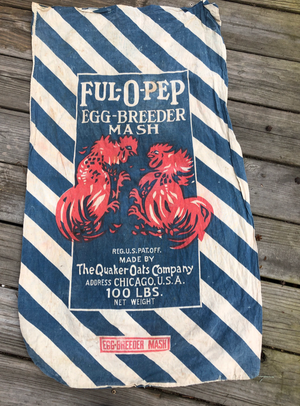 FUL-O-PEP
EGG-BREEDER
MASH
REG.U.S.PAT.OFF.
MADE BY
The Quaker Oats Company
ADDRESS CHICAGO, U.S.A.
100 LBS.
NET WEIGHT
EGG-BREEDER MASH